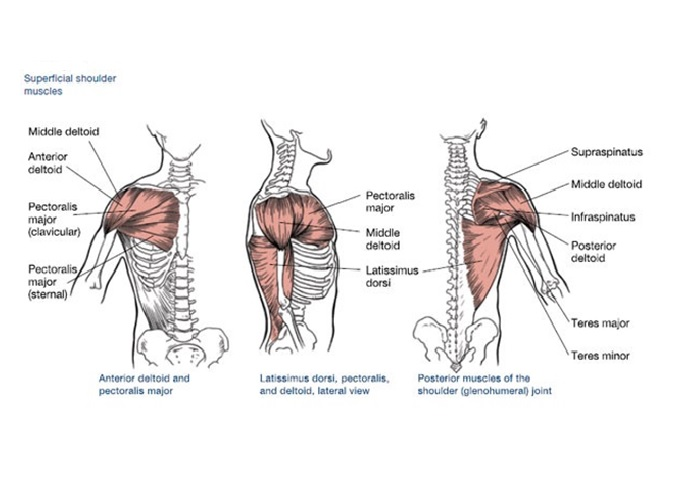 Superficial shoulder
muscles
Middle deltoid
Anterior
deltoid
Pectoralis
major
(clavicular)
Pectoralis
major
(sternal)
Anterior deltoid and
pectoralis major
Pectoralis
major
Middle
deltoid
Latissimus
dorsi
Latissimus dorsi, pectoralis,
and deltoid, lateral view
Supraspinatus
Middle deltoid
Infraspinatus
Posterior
deltoid
Teres major
Teres minor
Posterior muscles of the
shoulder (glenohumeral) joint